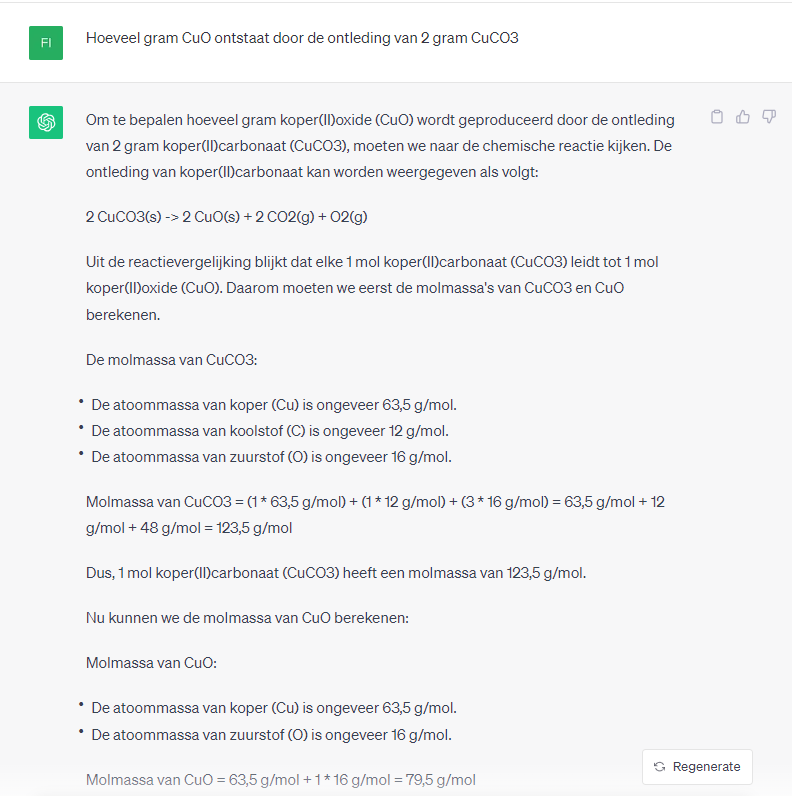 FI
Hoeveel gram CuO ontstaat door de ontleding van 2 gram CuCO3
Om te bepalen hoeveel gram koper(II)oxide (CuO) wordt geproduceerd door de ontleding
van 2 gram koper(II)carbonaat (CuCO3), moeten we naar de chemische reactie kijken. De
ontleding van koper(II)carbonaat kan worden weergegeven als volgt:
2 CuCO3(s) -> 2 CuO(s) + 2 CO2(g) + O2(g)
Uit de reactievergelijking blijkt dat elke 1 mol koper(II)carbonaat (CuCO3) leidt tot 1 mol
koper(II)oxide (CuO). Daarom moeten we eerst de molmassa's van CuCO3 en CuO
berekenen.
De molmassa van CuCO3:
• De atoommassa van koper (Cu) is ongeveer 63,5 g/mol.
• De atoommassa van koolstof (C) is ongeveer 12 g/mol.
• De atoommassa van zuurstof (O) is ongeveer 16 g/mol.
Molmassa van CuCO3 = (1 * 63,5 g/mol) + (1 * 12 g/mol) + (3 * 16 g/mol) = 63,5 g/mol + 12
g/mol + 48 g/mol = 123,5 g/mol
Dus, 1 mol koper(II)carbonaat (CuCO3) heeft een molmassa van 123,5 g/mol.
Nu kunnen we de molmassa van CuO berekenen:
Molmassa van CuO:
• De atoommassa van koper (Cu) is ongeveer 63,5 g/mol.
• De atoommassa van zuurstof (O) is ongeveer 16 g/mol.
Regenerate
Molmassa van CuO = 63,5 g/mol + 1 * 16 g/mol = 79,5 g/mol